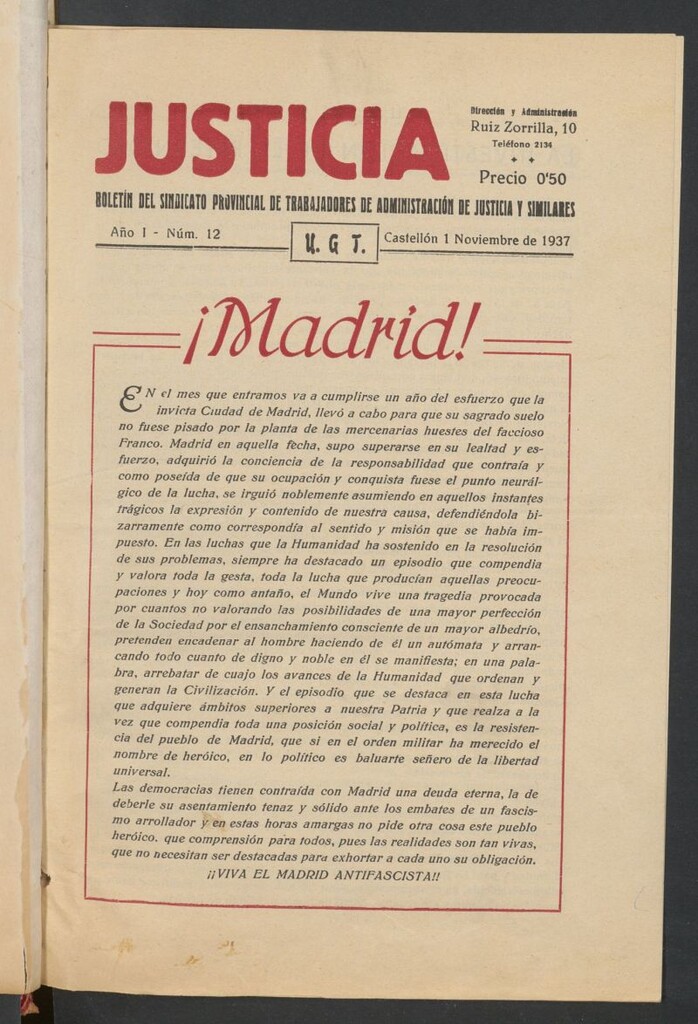 JUSTICIA
Dirección y Administración
Ruiz Zorrilla, 10
Teléfono 2134
Precio 0'50
BOLETÍN DEL SINDICATO PROVINCIAL DE TRABAJADORES DE ADMINISTRACIÓN DE JUSTICIA Y SIMILARES
Año I - Núm. 12
U. G. T.
Castellón 1 Noviembre de 1937
¡Madrid!
EN el mes que entramos va a cumplirse un año del esfuerzo que la
invicta Ciudad de Madrid, llevó a cabo para que su sagrado suelo
no fuese pisado por la planta de las mercenarias huestes del faccioso
Franco. Madrid en aquella fecha, supo superarse en su lealtad y es-
fuerzo, adquirió la conciencia de la responsabilidad que contraía y
como poseída de que su ocupación y conquista fuese el punto neurál-
gico de la lucha, se irguió noblemente asumiendo en aquellos instantes
trágicos la expresión y contenido de nuestra causa, defendiéndola bi-
zarramente como correspondía al sentido y misión que se había im-
puesto. En las luchas que la Humanidad ha sostenido en la resolución
de sus problemas, siempre ha destacado un episodio que compendia
y valora toda la gesta, toda la lucha que producían aquellas preocu-
paciones y hoy como antaño, el Mundo vive una tragedia provocada
por cuantos no valorando las posibilidades de una mayor perfección
de la Sociedad por el ensanchamiento consciente de un mayor albedrío,
pretenden encadenar al hombre haciendo de él un autómata y arran-
cando todo cuanto de digno y noble en él se manifiesta; en una pala-
bra, arrebatar de cuajo los avances de la Humanidad que ordenan y
generan la Civilización. Y el episodio que se destaca en esta lucha
que adquiere ámbitos superiores a nuestra Patria y que realza a la
vez que compendia toda una posición social y política, es la resisten-
cia del pueblo de Madrid, que si en el orden militar ha merecido el
nombre de heróico, en lo político es baluarte señero de la libertad
universal.
Las democracias tienen contraída con Madrid una deuda eterna, la de
deberle su asentamiento tenaz y sólido ante los embates de un fascis-
mo arrollador y en estas horas amargas no pide otra cosa este pueblo
heróico. que comprensión para todos, pues las realidades son tan vivas,
que no necesitan ser destacadas para exhortar a cada uno su obligación.
¡¡VIVA EL MADRID ANTIFASCISTA!!